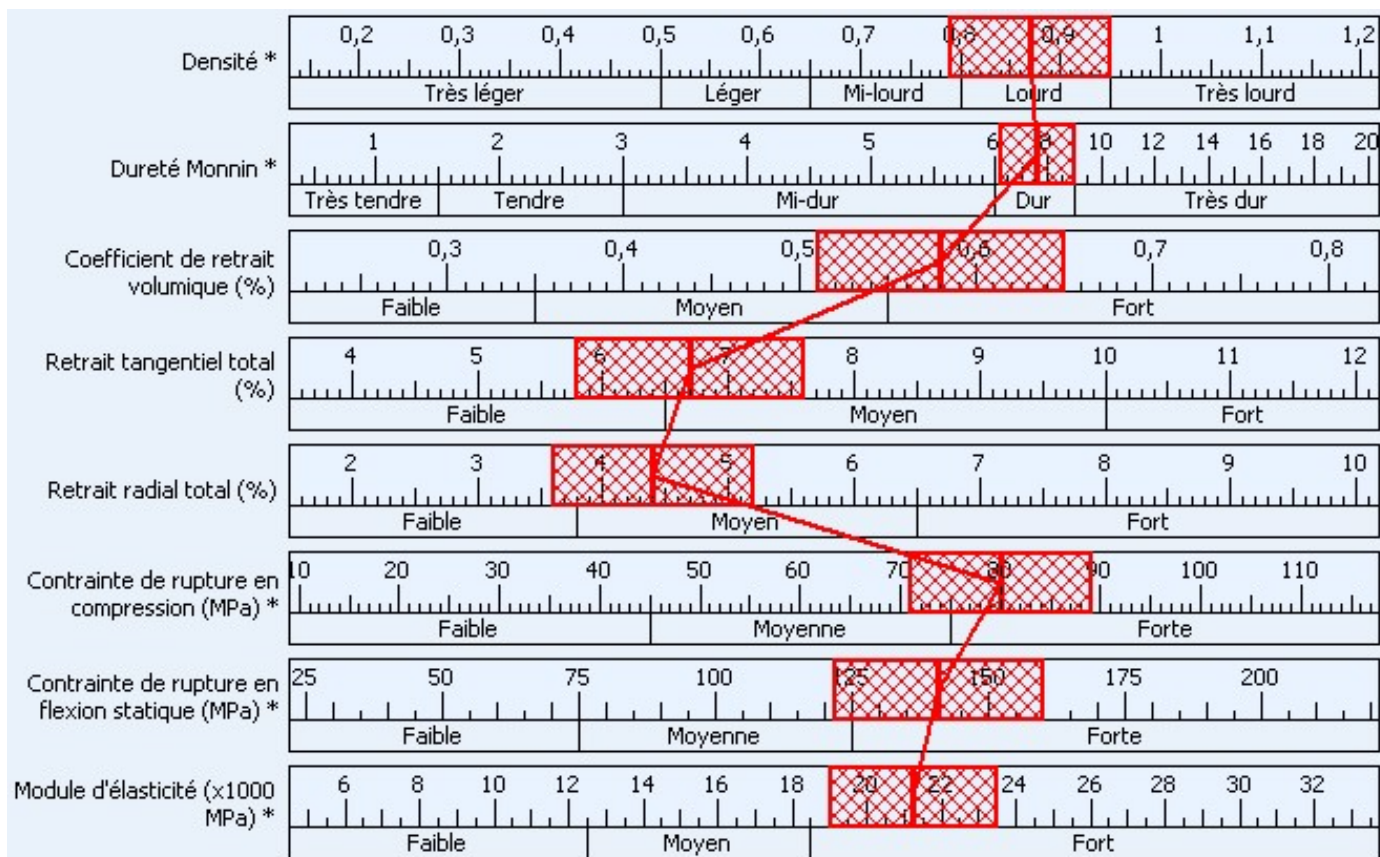 0,2 0,3 0,4 0,5 0,6 0,7 0,8 0,9 1 1,1 1,2
Densité *
Très léger Léger Mi-lourd Lourd Très lourd
1 2 3 4 5 6 8 10 12 14 16 18 20
Dureté Monnin *
Très tendre Tendre Mi-dur Dur Très dur
0,3 0,4 0,5 0,6 0,7 0,8
Coefficient de retrait
volumique (%)
Faible Moyen Fort
4 5 6 7 8 9 10 11 12
Retrait tangentiel total
(%)
Faible Moyen Fort
2 3 4 5 6 7 8 9 10
Retrait radial total (%)
Faible Moyen Fort
10 20 30 40 50 60 70 80 90 100 110
Contrainte de rupture en
compression (MPa) *
Faible Moyenne Forte
25 50 75 100 125 150 175 200
Contrainte de rupture en
flexion statique (MPa) *
Faible Moyenne Forte
6 8 10 12 14 16 18 20 22 24 26 28 30 32
Module d'élasticité (x1000
MPa) *
Faible Moyen Fort